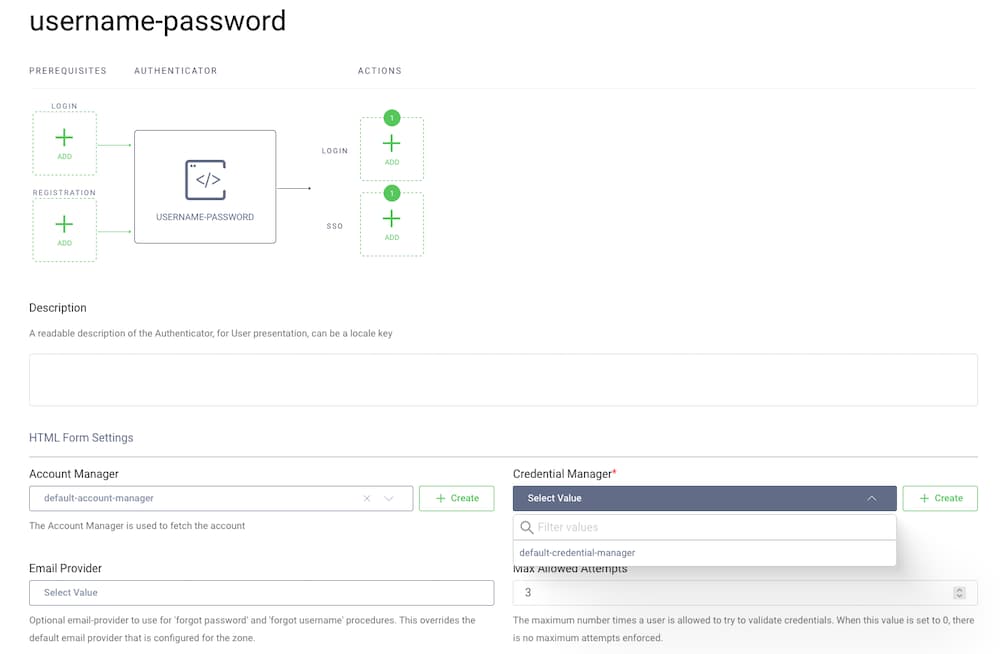 username-password
PREREQUISITES AUTHENTICATOR ACTIONS
LOGIN
ADD
REGISTRATION
ADD
</>
USERNAME-PASSWORD
LOGIN
1
ADD
SSO
1
ADD
Description
A readable description of the Authenticator, for User presentation, can be a locale key
HTML Form Settings
Account Manager
default-account-manager
Create
The Account Manager is used to fetch the account
Credential Manager*
Select Value
Create
Filter values
default-credential-manager
Email Provider
Select Value
Optional email-provider to use for 'forgot password' and 'forgot username' procedures. This overrides the
default email provider that is configured for the zone.
Max Allowed Attempts
3
The maximum number times a user is allowed to try to validate credentials. When this value is set to 0, there
is no maximum attempts enforced.